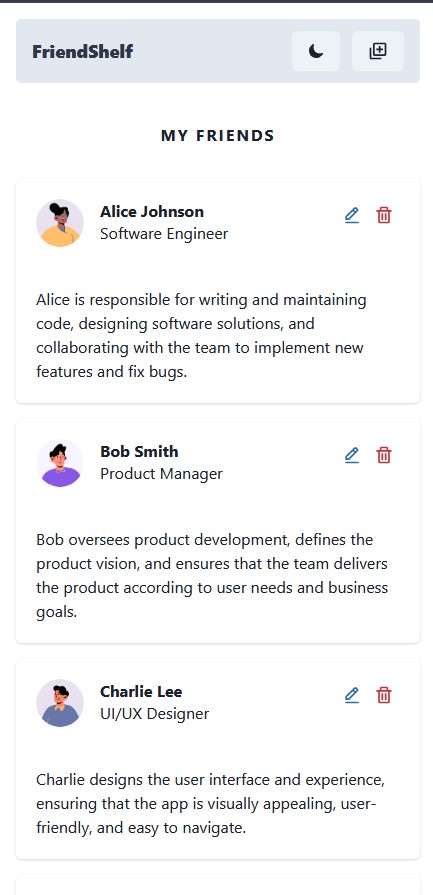 FriendShelf
MY FRIENDS
Alice Johnson
Software Engineer
Alice is responsible for writing and maintaining
code, designing software solutions, and
collaborating with the team to implement new
features and fix bugs.
Bob Smith
Product Manager
Bob oversees product development, defines the
product vision, and ensures that the team delivers
the product according to user needs and business
goals.
Charlie Lee
UI/UX Designer
Charlie designs the user interface and experience,
ensuring that the app is visually appealing, user-
friendly, and easy to navigate.